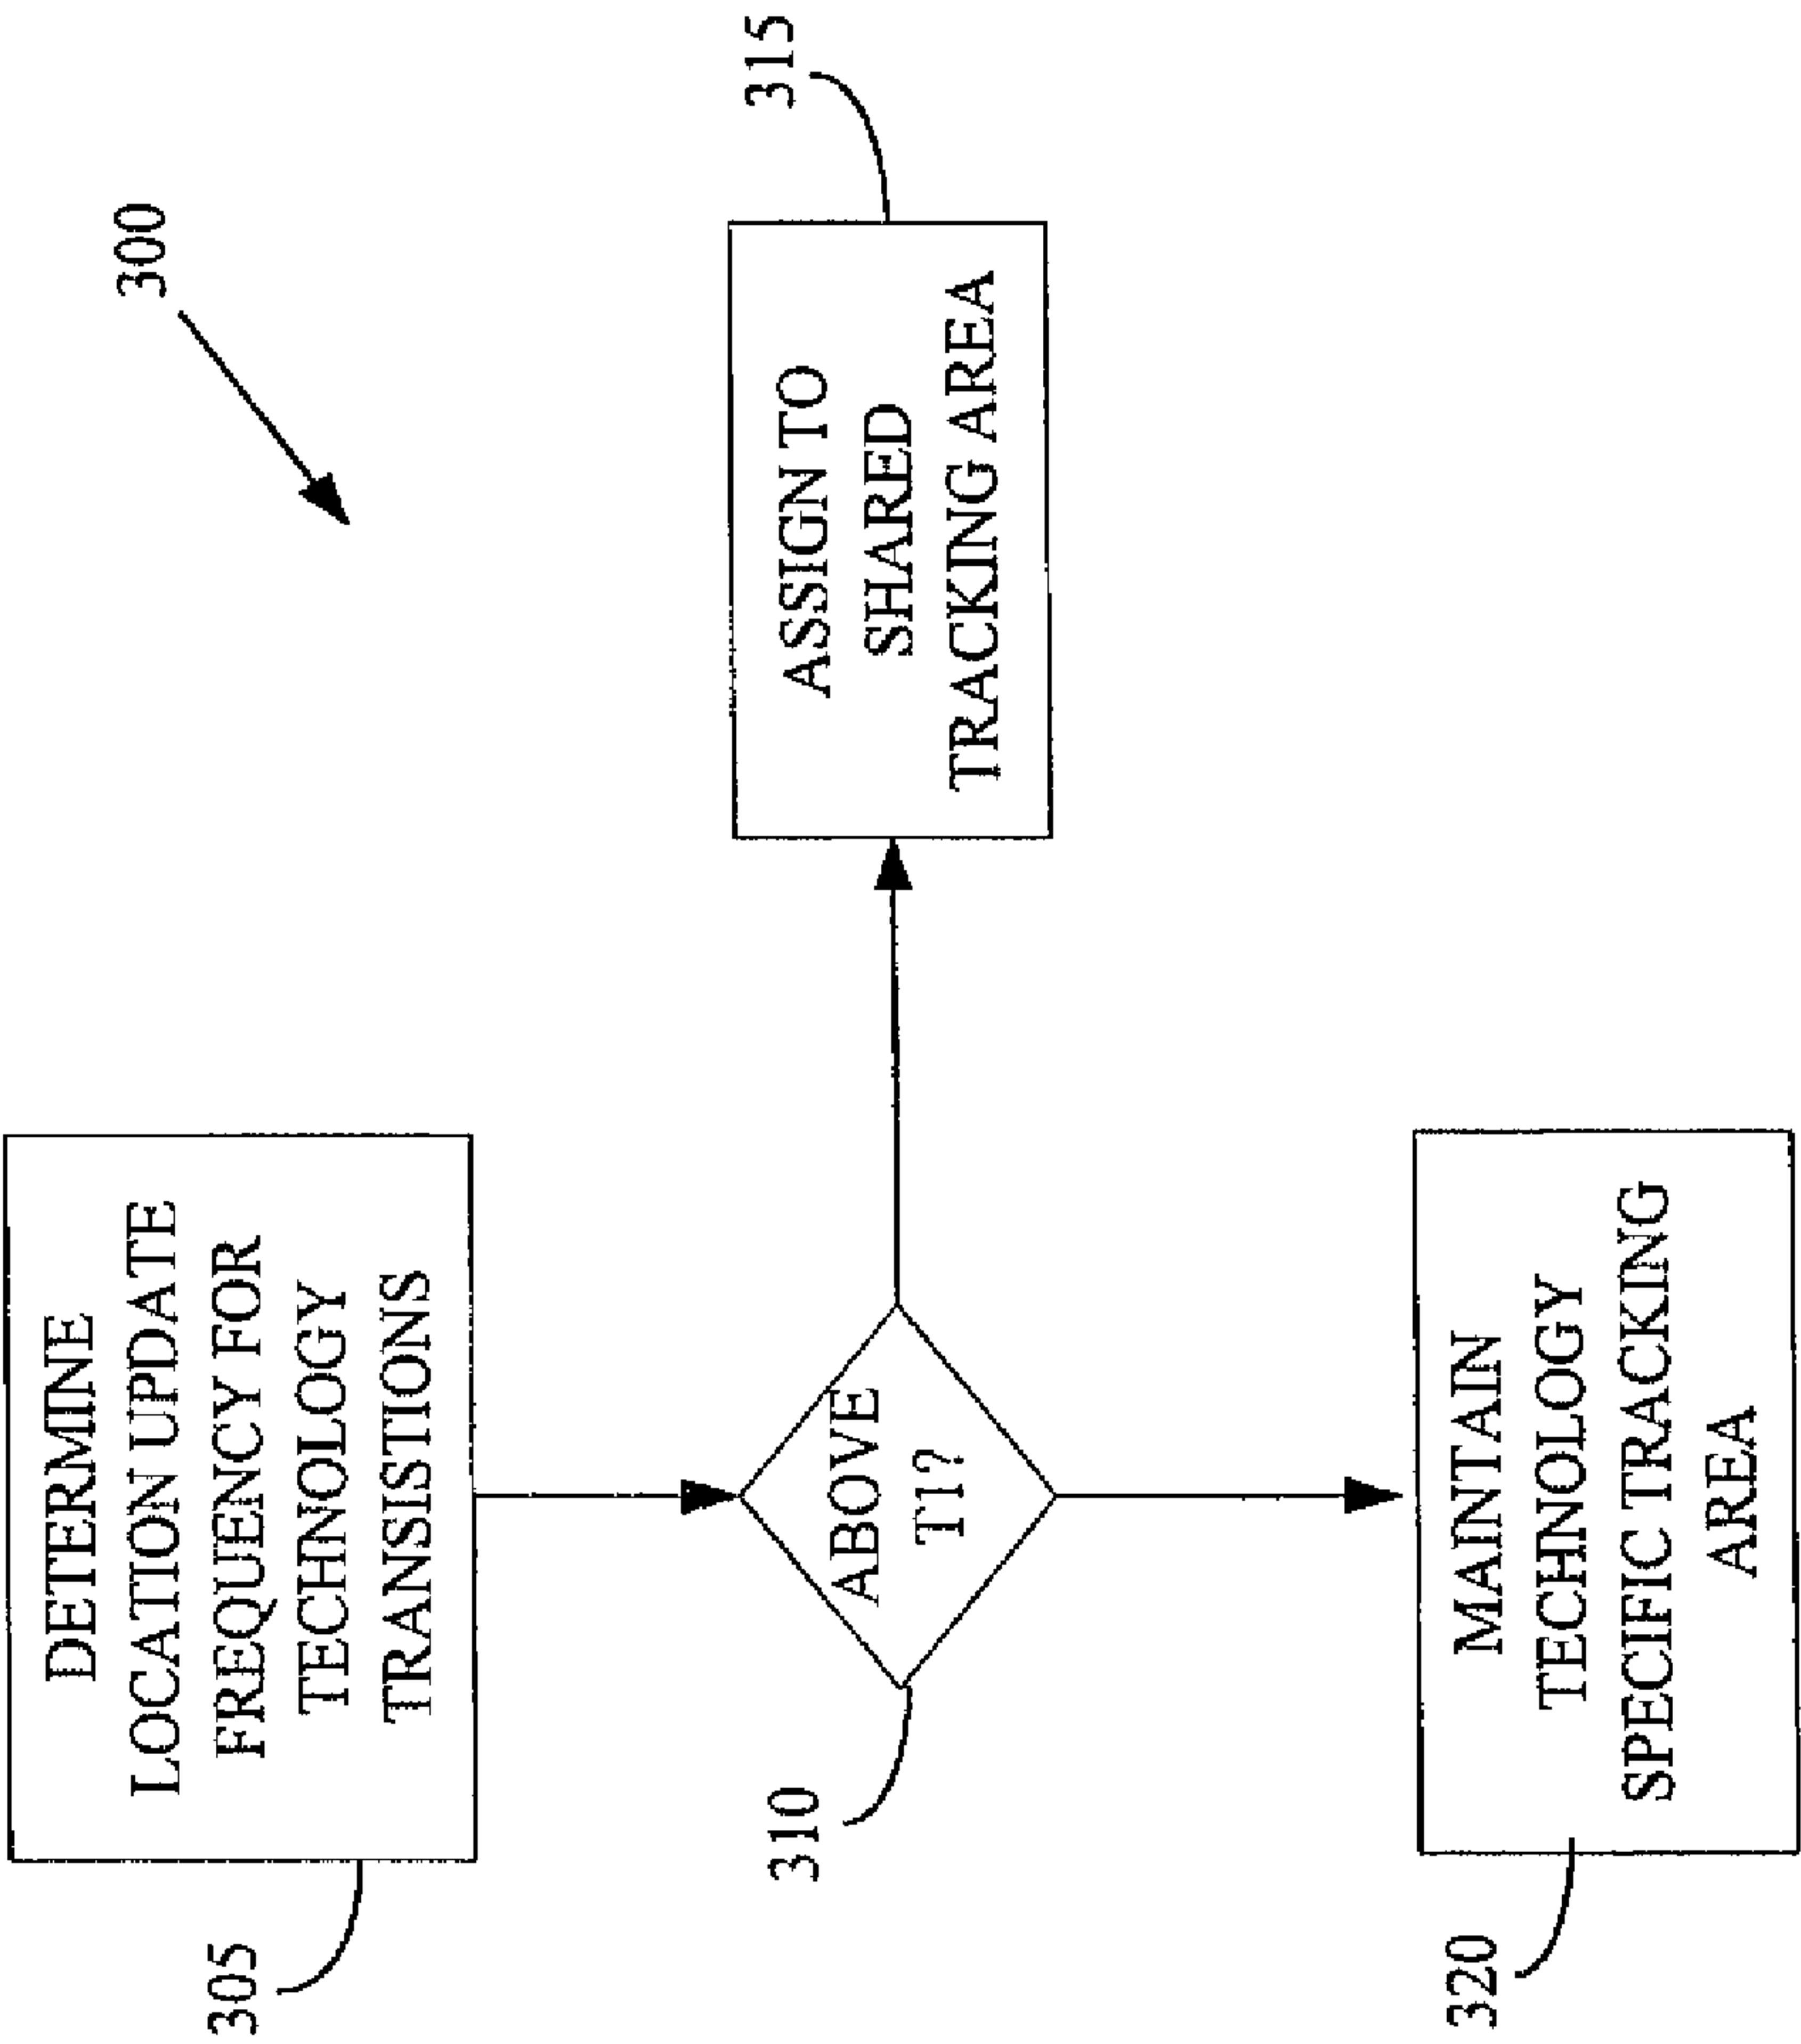 300
305
DETERMINE
LOCATION UPDATE
FREQUENCY FOR
TECHNOLOGY
TRANSISTIONS
310
ABOVE
T1?
315
ASSIGN TO
SHARED
TRACKING AREA
320
MAINTAIN
TECHNOLOGY
SPECIFIC TRACKING
AREA